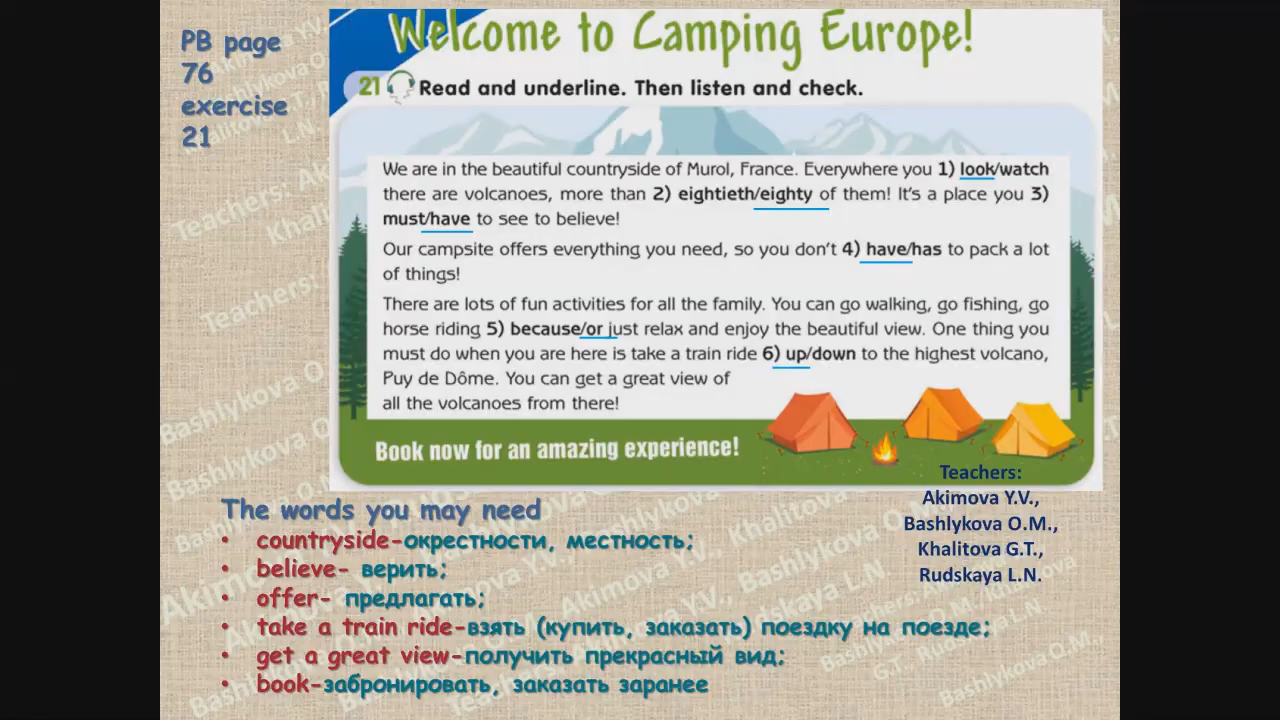 PB page
76
exercise
21
Welcome to Camping Europe!
21 Read and underline. Then listen and check.
We are in the beautiful countryside of Murol, France. Everywhere you 1) look/watch
there are volcanoes, more than 2) eightieth/eighty of them! It's a place you 3)
must/have to see to believe!
Our campsite offers everything you need, so you don't 4) have/has to pack a lot
of things!
There are lots of fun activities for all the family. You can go walking, go fishing, go
horse riding 5) because/or just relax and enjoy the beautiful view. One thing you
must do when you are here is take a train ride 6) up/down to the highest volcano,
Puy de Dôme. You can get a great view of
all the volcanoes from there!
Book now for an amazing experience!
Teachers:
Akimova Y.V.,
Bashlykova O.M.,
Khalitova G.T.,
Rudskaya L.N.
The words you may need
• countryside-окрестности, местность;
• believe- верить;
• offer- предлагать;
• take a train ride-взять (купить, заказать) поездку на поезде;
• get a great view-получить прекрасный вид;
• book-забронировать, заказать заранее